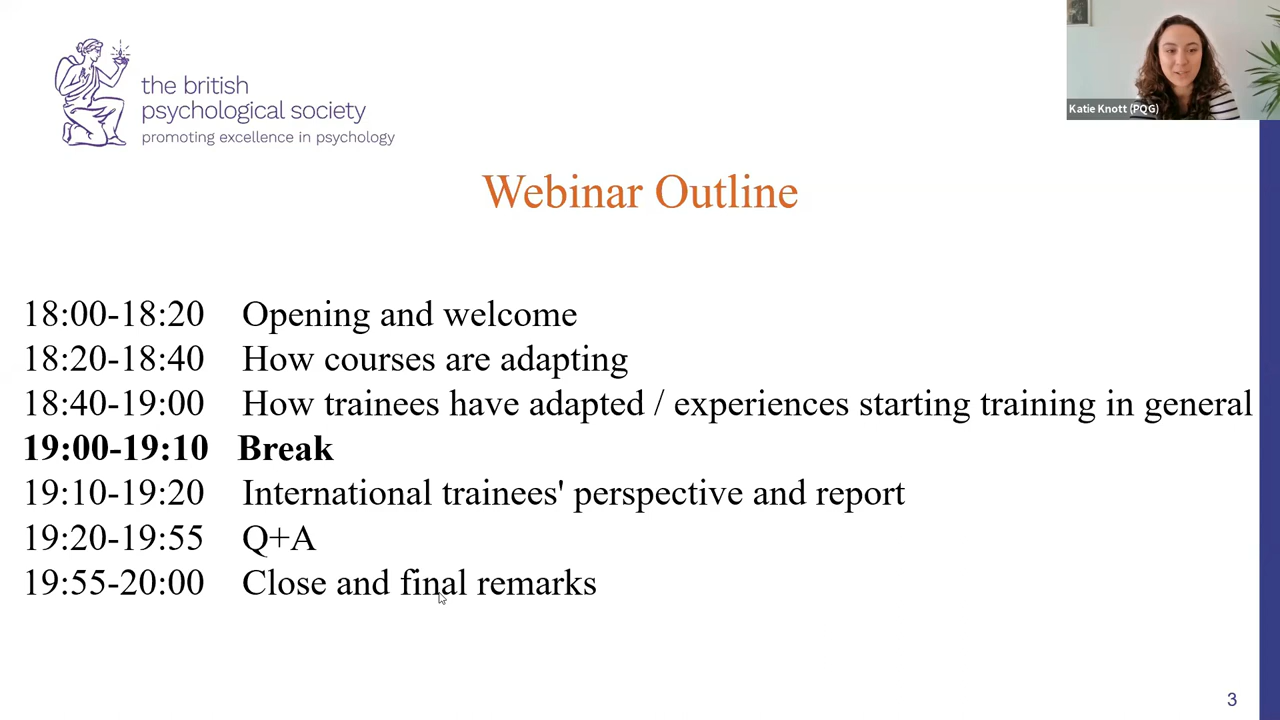 the british
psychological society
promoting excellence in psychology
Katie Knott (PQG)
Webinar Outline
18:00-18:20 Opening and welcome
18:20-18:40 How courses are adapting
18:40-19:00 How trainees have adapted / experiences starting training in general
19:00-19:10 Break
19:10-19:20 International trainees' perspective and report
19:20-19:55 Q+A
19:55-20:00 Close and final remarks
3